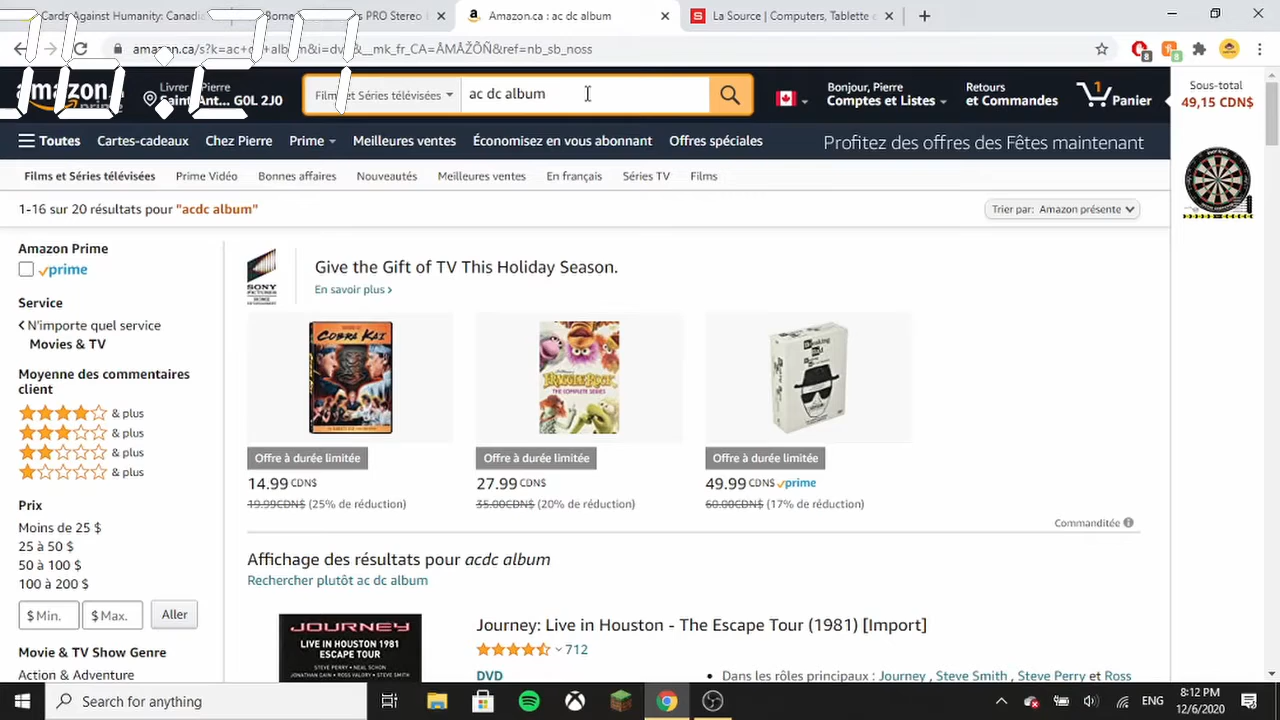 Cards Against Humanity: Canadi
Borne
s PRO Stereo
Amazon.ca : ac dc album
La Source | Computers, Tablette
amazon.ca/s?k=ac+
+alb
m&i=dv
&__mk_fr_CA=ÅMÅŽÕÑ&ref=nb_sb_noss
amazon
prime
Livrer
Pierre
Saint Ant... G0L 2J0
Films et Séries télévisées
ac dc album
Bonjour, Pierre
Comptes et Listes
Retours
et Commandes
1
Panier
Sous-total
49,15 CDN$
Toutes
Cartes-cadeaux
Chez Pierre
Prime
Meilleures ventes
Économisez en vous abonnant
Offres spéciales
Profitez des offres des Fêtes maintenant
Films et Séries télévisées
Prime Vidéo
Bonnes affaires
Nouveautés
Meilleures ventes
En français
Séries TV
Films
1-16 sur 20 résultats pour "acdc album"
Trier par: Amazon présente
Amazon Prime
prime
Service
N'importe quel service
Movies & TV
Moyenne des commentaires
client
& plus
& plus
& plus
& plus
Prix
Moins de 25 $
25 à 50 $
50 à 100 $
100 à 200 $
$ Min.
$ Max.
Aller
Movie & TV Show Genre
Action & Adventure
SONY
PICTURES
Give the Gift of TV This Holiday Season.
En savoir plus ›
COBRA KAI
FRAGGLE ROCK
THE COMPLETE SERIES
Breaking
Bad
Offre à durée limitée
Offre à durée limitée
Offre à durée limitée
14.99 CDN$
27.99 CDN$
49.99 CDN$ prime
19.99CDN$ (25% de réduction)
35.00CDN$ (20% de réduction)
60.00CDN$ (17% de réduction)
Commanditée
Affichage des résultats pour acdc album
Rechercher plutôt ac dc album
JOURNEY
LIVE IN HOUSTON 1981
ESCAPE TOUR
STEVE PERRY • NEAL SCHON
JONATHAN CAIN • ROSS VALORY • STEVE SMITH
Journey: Live in Houston - The Escape Tour (1981) [Import]
712
DVD
Dans les rôles principaux : Journey , Steve Smith , Steve Perry , Ross
Search for anything
ENG
8:12 PM
12/6/2020